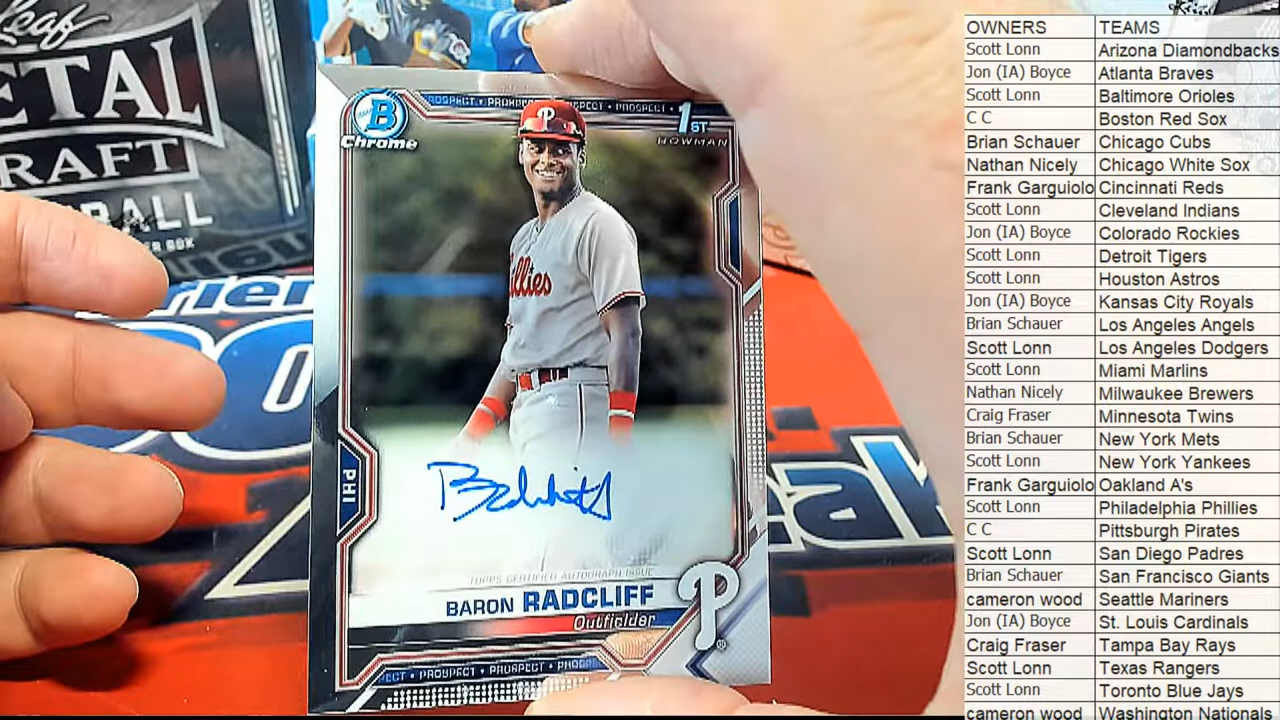 Leaf
ETAL
RAFT
BALL
B
Chrome
PROSPECT • PROSPECT • PROSPECT
1ST
BOWMAN
P
Phillies
PHI
TOPPS CERTIFIED AUTOGRAPH ISSUE
BARON RADCLIFF
Outfielder
P
PROSPECT • PROSPECT • PROSPECT
OWNERS TEAMS
Scott Lonn Arizona Diamondbacks
Jon (IA) Boyce Atlanta Braves
Scott Lonn Baltimore Orioles
C C Boston Red Sox
Brian Schauer Chicago Cubs
Nathan Nicely Chicago White Sox
Frank Garguiolo Cincinnati Reds
Scott Lonn Cleveland Indians
Jon (IA) Boyce Colorado Rockies
Scott Lonn Detroit Tigers
Scott Lonn Houston Astros
Jon (IA) Boyce Kansas City Royals
Brian Schauer Los Angeles Angels
Scott Lonn Los Angeles Dodgers
Scott Lonn Miami Marlins
Nathan Nicely Milwaukee Brewers
Craig Fraser Minnesota Twins
Brian Schauer New York Mets
Scott Lonn New York Yankees
Frank Garguiolo Oakland A's
Scott Lonn Philadelphia Phillies
C C Pittsburgh Pirates
Scott Lonn San Diego Padres
Brian Schauer San Francisco Giants
cameron wood Seattle Mariners
Jon (IA) Boyce St. Louis Cardinals
Craig Fraser Tampa Bay Rays
Scott Lonn Texas Rangers
Scott Lonn Toronto Blue Jays
cameron wood Washington Nationals